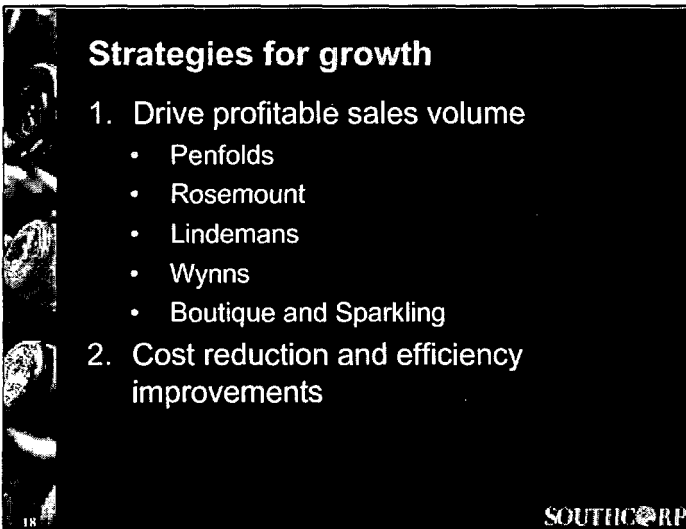 Strategies for growth
1. Drive profitable sales volume
• Penfolds
• Rosemount
• Lindemans
• Wynns
• Boutique and Sparkling
2. Cost reduction and efficiency
improvements
18
SOUTHCORP